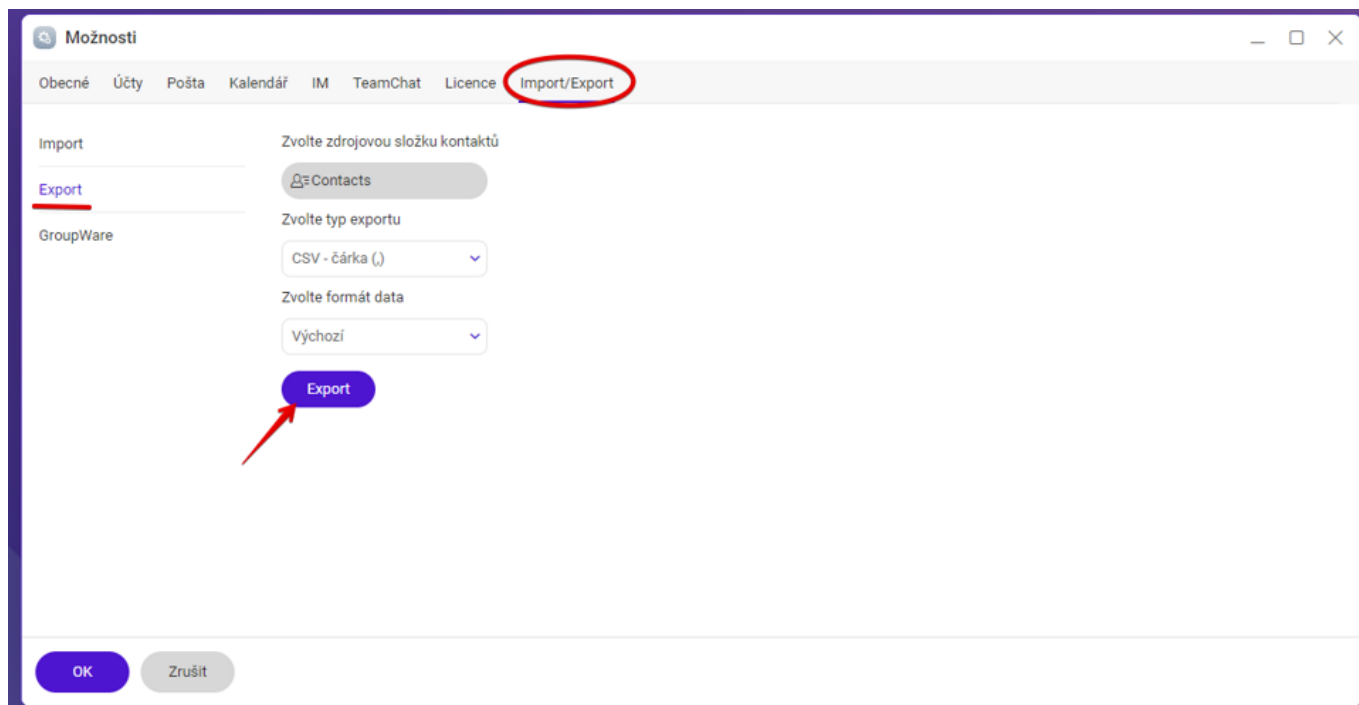 Možnosti
Obecné Účty Pošta Kalendář IM TeamChat Licence Import/Export
Import
Export
GroupWare
Zvolte zdrojovou složku kontaktů
Contacts
Zvolte typ exportu
CSV - čárka (,)
Zvolte formát data
Výchozí
Export
OK Zrušit